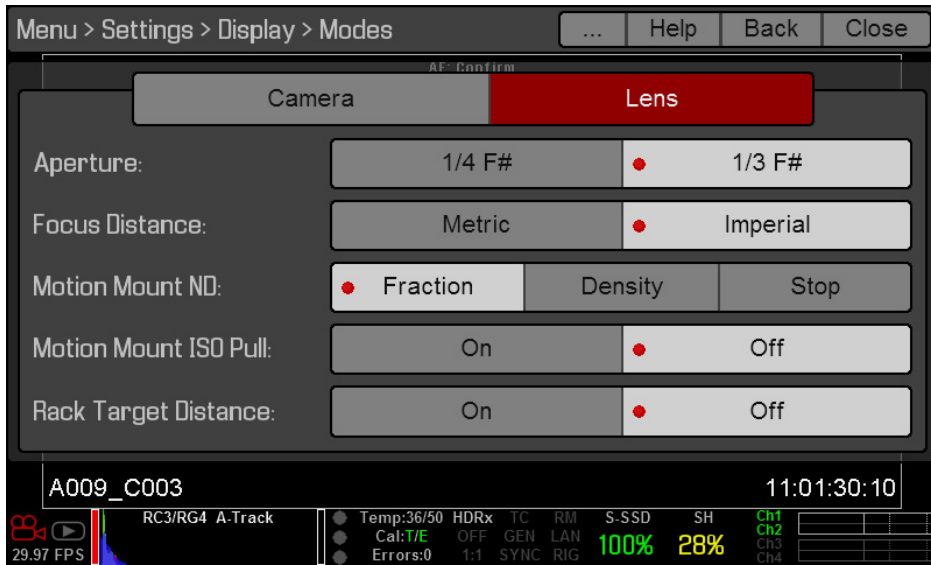 Menu > Settings > Display > Modes ... Help Back Close
AF: Confirm
Camera Lens
Aperture: 1/4 F# 1/3 F#
Focus Distance: Metric Imperial
Motion Mount ND: Fraction Density Stop
Motion Mount ISO Pull: On Off
Rack Target Distance: On Off
A009_C003 11:01:30:10
RC3/RG4 A-Track Temp:36/50 HDRx TC RM S-SSD SH Ch1
Cal:T/E OFF GEN LAN 100% 28% Ch2
29.97 FPS Errors:0 1:1 SYNC RIG Ch3
Ch4